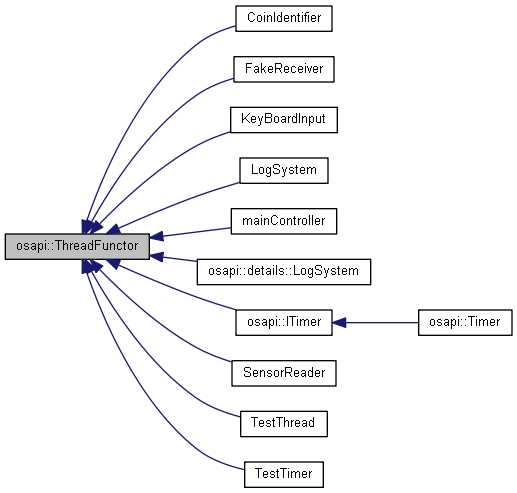 CoinIdentifier
FakeReceiver
KeyBoardInput
LogSystem
mainController
osapi::ThreadFunctor
osapi::details::LogSystem
osapi::ITimer
osapi::Timer
SensorReader
TestThread
TestTimer